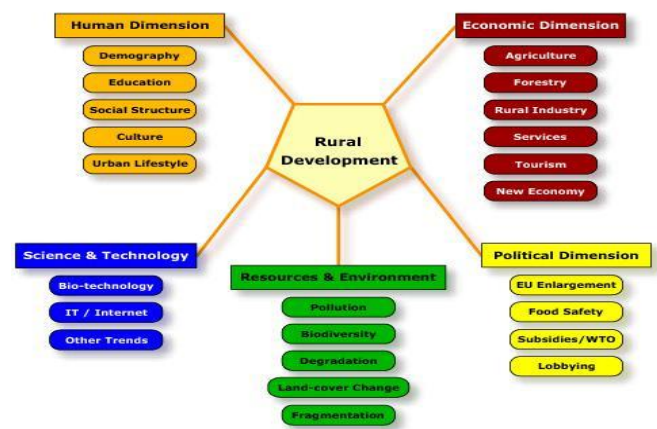 Human Dimension
Demography
Education
Social Structure
Culture
Urban Lifestyle
Economic Dimension
Agriculture
Forestry
Rural Industry
Services
Tourism
New Economy
Rural
Development
Science & Technology
Bio-technology
IT / Internet
Other Trends
Resources & Environment
Pollution
Biodiversity
Degradation
Land-cover Change
Fragmentation
Political Dimension
EU Enlargement
Food Safety
Subsidies/WTO
Lobbying